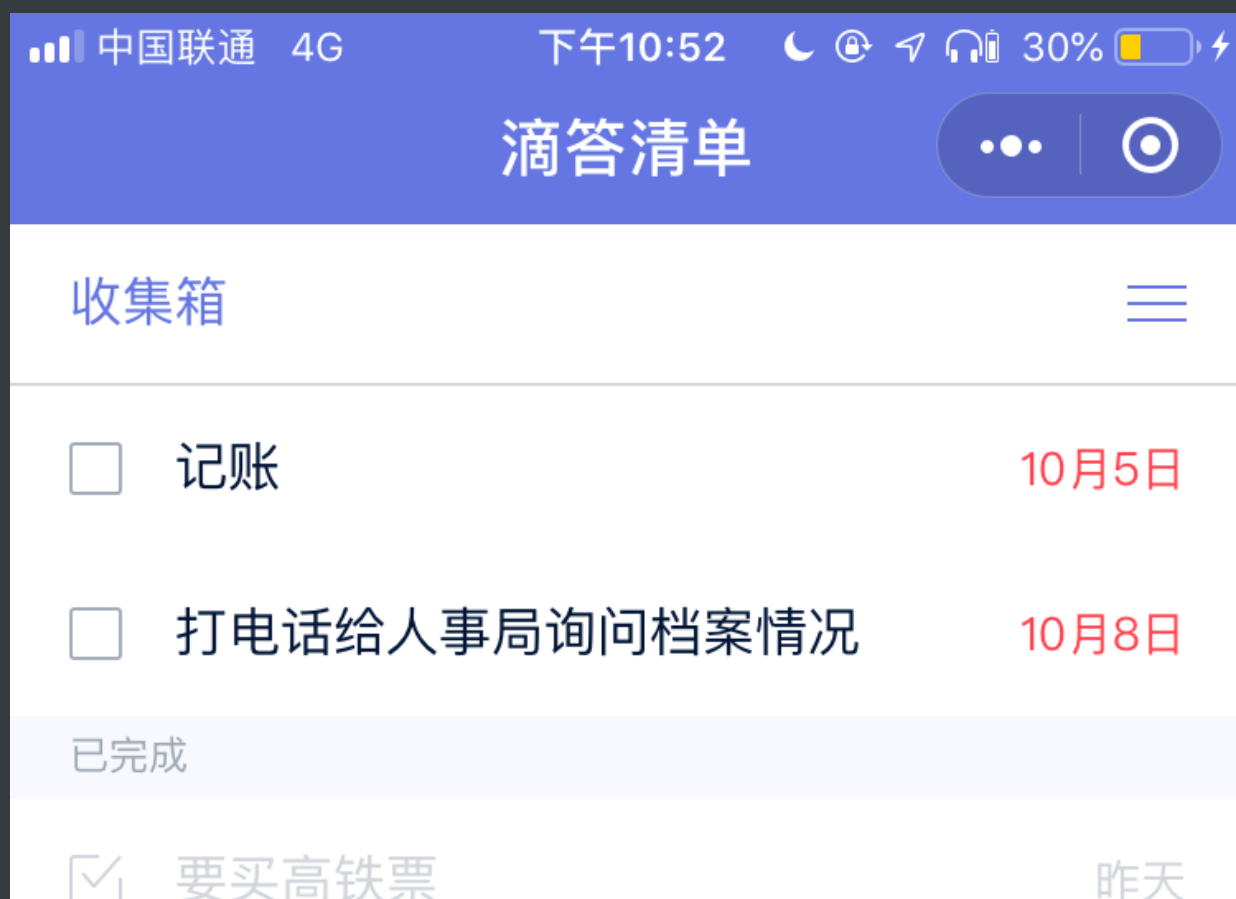 中国联通 4G 下午10:52 30%
滴答清单
收集箱
记账 10月5日
打电话给人事局询问档案情况 10月8日
已完成
要买高铁票 昨天